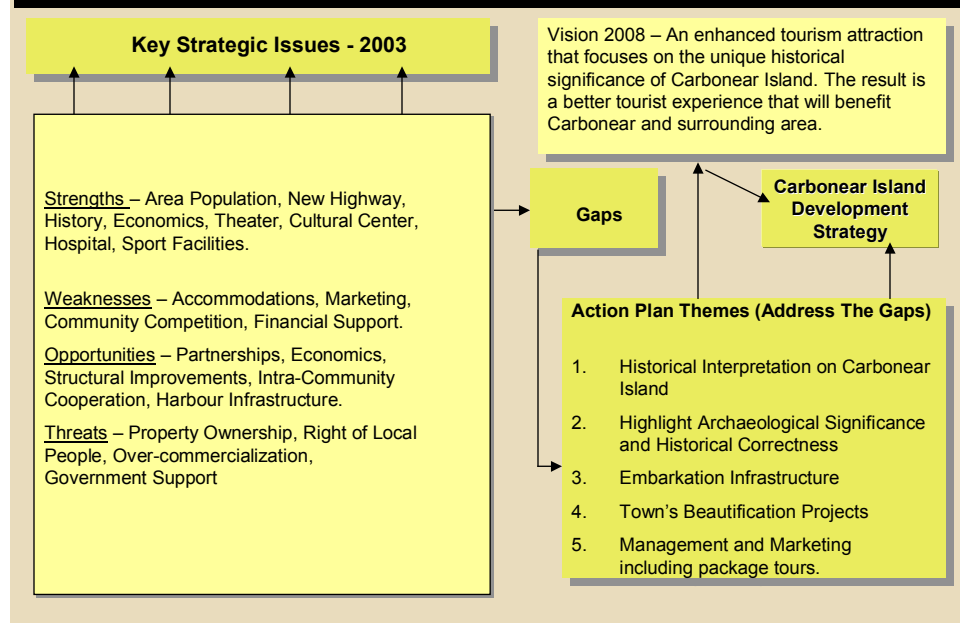 Key Strategic Issues - 2003
Strengths – Area Population, New Highway,
History, Economics, Theater, Cultural Center,
Hospital, Sport Facilities.
Weaknesses – Accommodations, Marketing,
Community Competition, Financial Support.
Opportunities – Partnerships, Economics,
Structural Improvements, Intra-Community
Cooperation, Harbour Infrastructure.
Threats – Property Ownership, Right of Local
People, Over-commercialization,
Government Support
Gaps
Vision 2008 – An enhanced tourism attraction
that focuses on the unique historical
significance of Carbonear Island. The result is
a better tourist experience that will benefit
Carbonear and surrounding area.
Carbonear Island
Development
Strategy
Action Plan Themes (Address The Gaps)
1. Historical Interpretation on Carbonear
Island
2. Highlight Archaeological Significance
and Historical Correctness
3. Embarkation Infrastructure
4. Town’s Beautification Projects
5. Management and Marketing
including package tours.